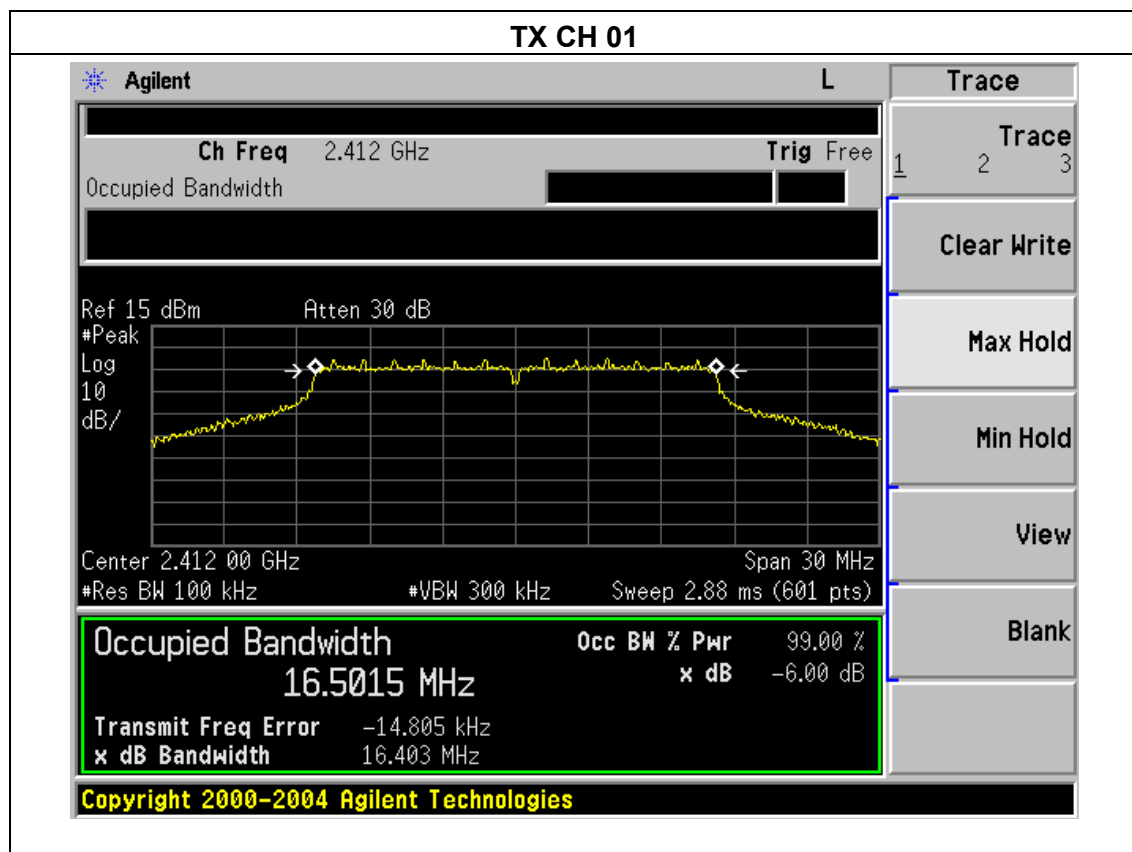 TX CH 01
Agilent L Trace
Ch Freq 2.412 GHz Trig Free
Occupied Bandwidth
Trace
1 2 3
Clear Write
Max Hold
Min Hold
View
Blank
Ref 15 dBm Atten 30 dB
#Peak
Log
10
dB/
Center 2.412 00 GHz Span 30 MHz
#Res BW 100 kHz #VBW 300 kHz Sweep 2.88 ms (601 pts)
Occupied Bandwidth Occ BW % Pwr 99.00 %
16.5015 MHz x dB -6.00 dB
Transmit Freq Error -14.805 kHz
x dB Bandwidth 16.403 MHz
Copyright 2000-2004 Agilent Technologies